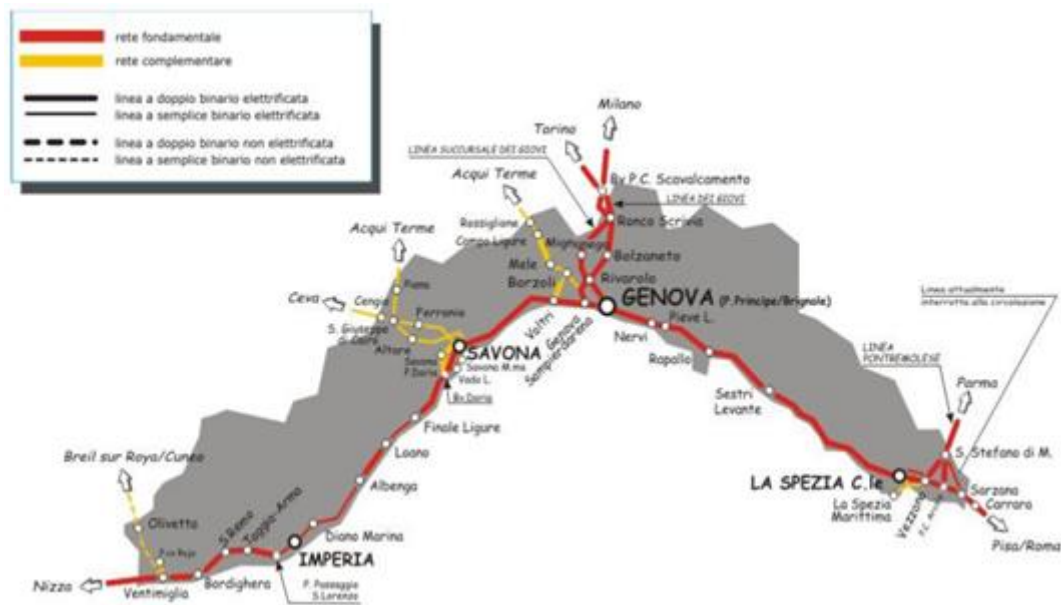 rete fondamentale
rete complementare
linea a doppio binario elettrificata
linea a semplice binario elettrificata
linea a doppio binario non elettrificata
linea a semplice binario non elettrificata
Milano
Torino
LINEA SUCCURSALE DEI GIOVI
Bv P.C. Scavalcamento
Acqui Terme
LINEA DEI GIOVI
Rossiglione
Ronco Scrivia
Campo Ligure
Acqui Terme
Mele
Bolzaneto
Borzoli
Rivarolo
Linea attualmente
interrotta alla circolazione
Ceva
Cengio
Ferrania
GENOVA (P.Principe/Brignole)
S. Giuseppe
di Cairo
Voltri
Genova
Sampierdarena
Nervi
Pieve L.
Altare
SAVONA
Rapallo
LINEA
PONTREMOLESE
Savona
P.Doria
Savona M.ma
Vado L.
Parma
Bv.Doria
Sestri
Levante
Finale Ligure
Breil sur Roya/Cuneo
Loano
S. Stefano di M.
LA SPEZIA C.le
Albenga
Sarzana
La Spezia
Marittima
Vezzano
Carrara
Olivetta
S.Remo
Taggia-Arma
Diano Marina
Pisa/Roma
IMPERIA
Nizza
Ventimiglia
Bordighera
P. Passaggio
S.Lorenzo